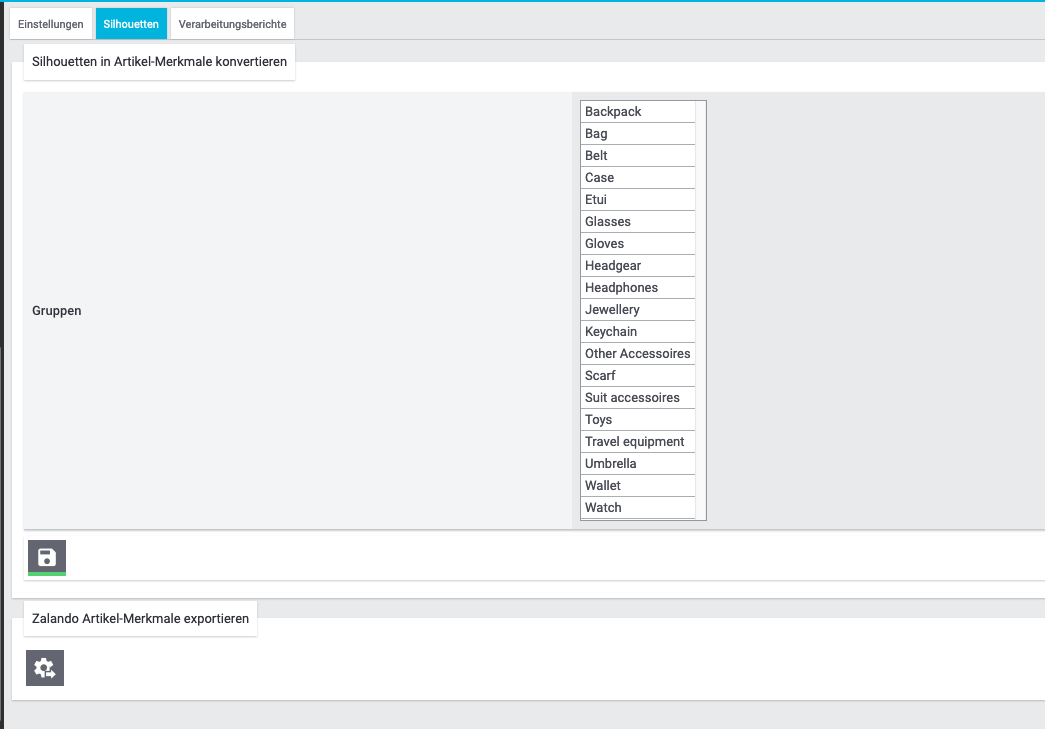 Einstellungen
Silhouetten
Verarbeitungsberichte
Silhouetten in Artikel-Merkmale konvertieren
Gruppen
Backpack
Bag
Belt
Case
Etui
Glasses
Gloves
Headgear
Headphones
Jewellery
Keychain
Other Accessoires
Scarf
Suit accessoires
Toys
Travel equipment
Umbrella
Wallet
Watch
Zalando Artikel-Merkmale exportieren